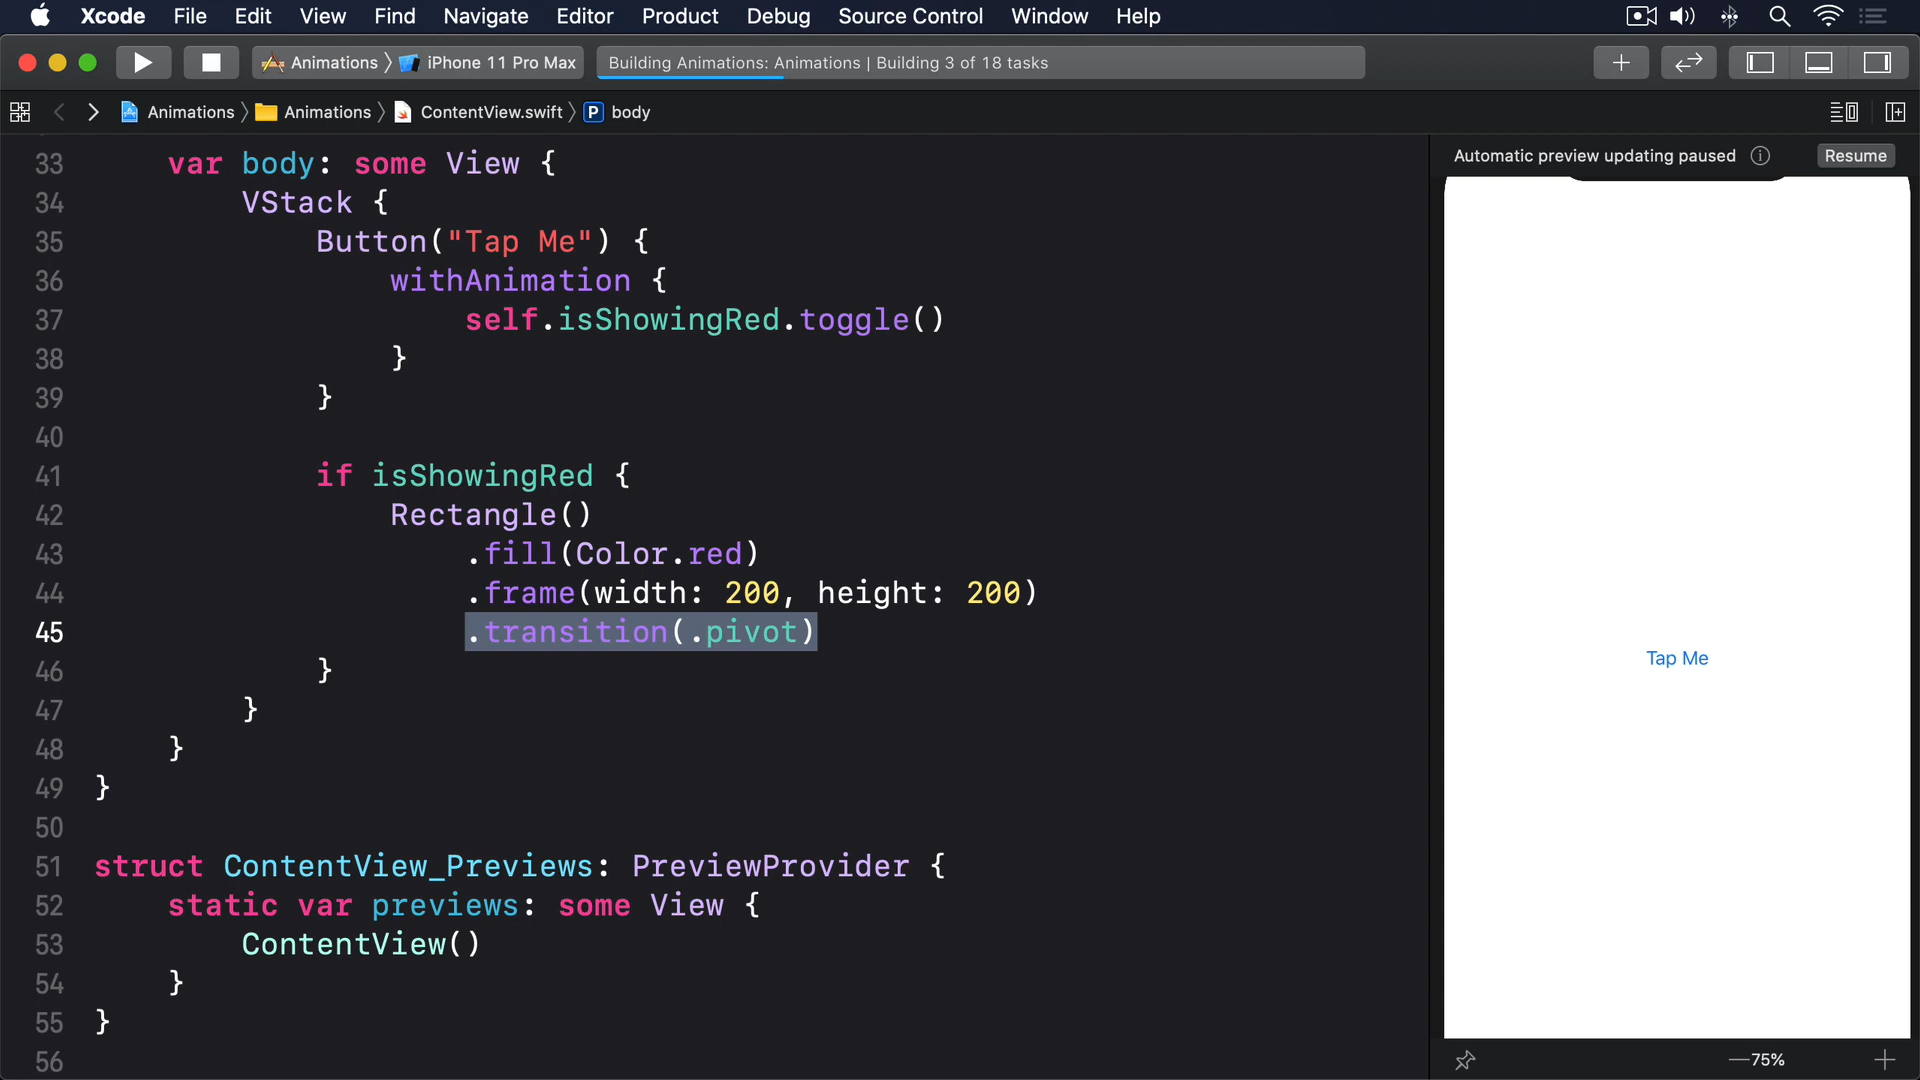 Xcode File Edit View Find Navigate Editor Product Debug Source Control Window Help
Animations iPhone 11 Pro Max Building Animations: Animations | Building 3 of 18 tasks
Animations Animations ContentView.swift P body
Automatic preview updating paused Resume
33 var body: some View {
34 VStack {
35 Button("Tap Me") {
36 withAnimation {
37 self.isShowingRed.toggle()
38 }
39 }
40
41 if isShowingRed {
42 Rectangle()
43 .fill(Color.red)
44 .frame(width: 200, height: 200)
45 .transition(.pivot)
46 }
47 }
48 }
49 }
50
51 struct ContentView_Previews: PreviewProvider {
52 static var previews: some View {
53 ContentView()
54 }
55 }
56
Tap Me
75%